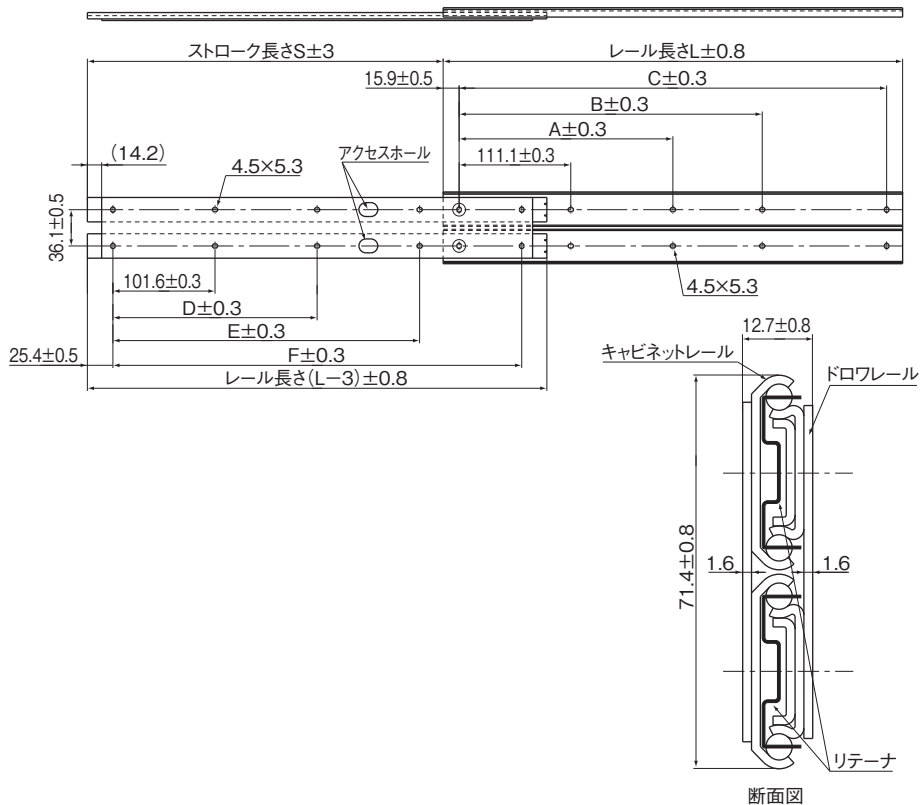 ストローク長さS±3
レール長さL±0.8
15.9±0.5
C±0.3
B±0.3
A±0.3
(14.2)
4.5×5.3
アクセスホール
111.1±0.3
36.1±0.5
101.6±0.3
4.5×5.3
D±0.3
E±0.3
25.4±0.5
F±0.3
レール長さ(L−3)±0.8
12.7±0.8
キャビネットレール
ドロワレール
71.4±0.8
1.6
1.6
リテーナ
断面図